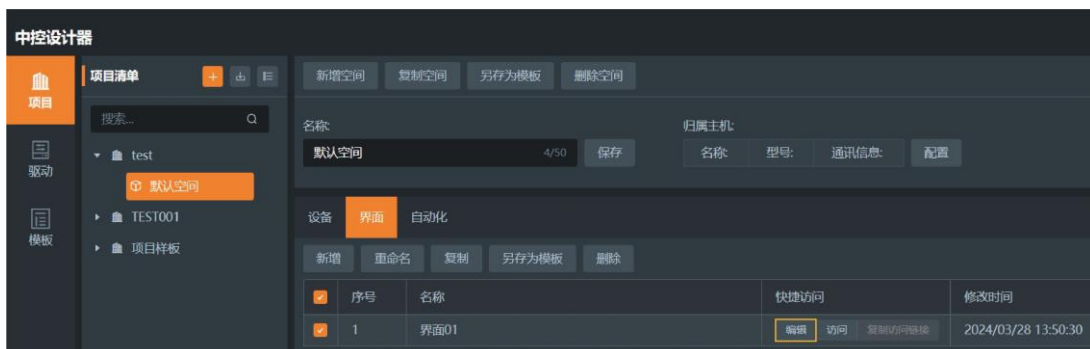 中控设计器
项目
驱动
模板
项目清单
搜索...
test
默认空间
TEST001
项目样板
新增空间 复制空间 另存为模板 删除空间
名称:
默认空间 4/50 保存
归属主机:
名称: 型号: 通讯信息: 配置
设备 界面 自动化
新增 重命名 复制 另存为模板 删除
序号 名称 快捷访问 修改时间
1 界面01 编辑 访问 复制访问链接 2024/03/28 13:50:30